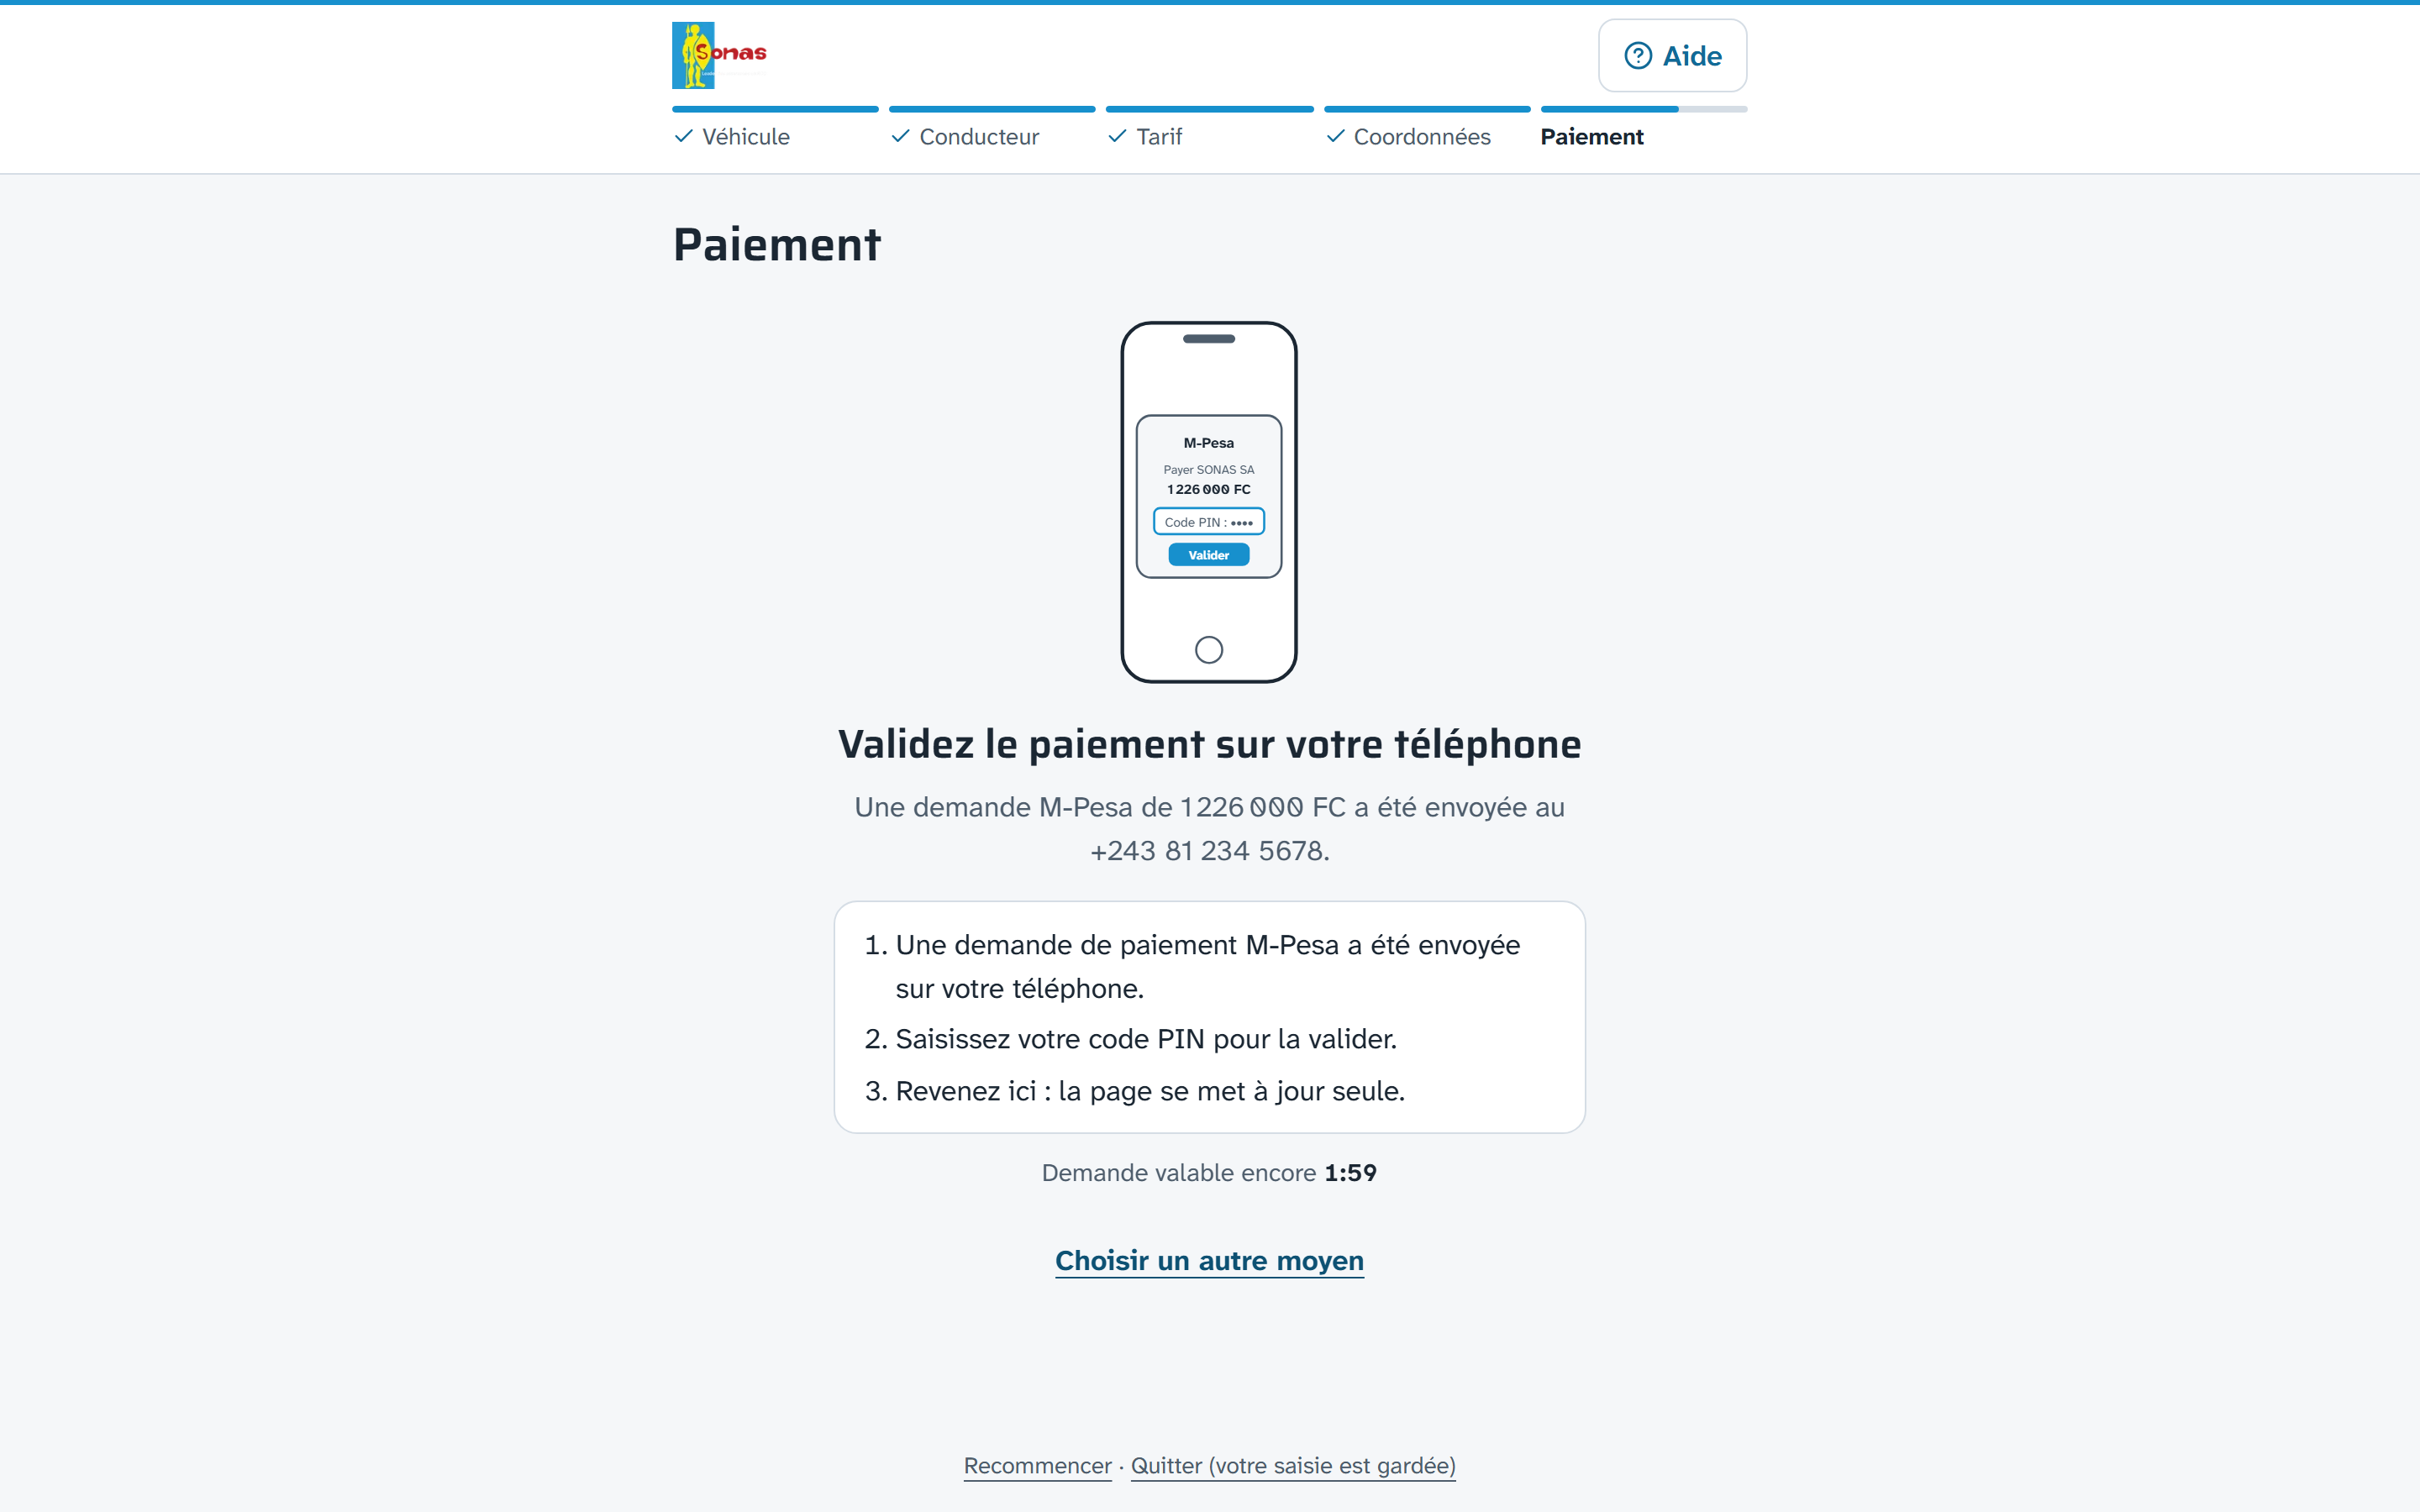 Sonas
Aide
Véhicule
Conducteur
Tarif
Coordonnées
Paiement
Paiement
M-Pesa
Payer SONAS SA
1 226 000 FC
Code PIN : ••••
Valider
Validez le paiement sur votre téléphone
Une demande M-Pesa de 1 226 000 FC a été envoyée au
+243 81 234 5678.
1. Une demande de paiement M-Pesa a été envoyée
sur votre téléphone.
2. Saisissez votre code PIN pour la valider.
3. Revenez ici : la page se met à jour seule.
Demande valable encore 1:59
Choisir un autre moyen
Recommencer · Quitter (votre saisie est gardée)